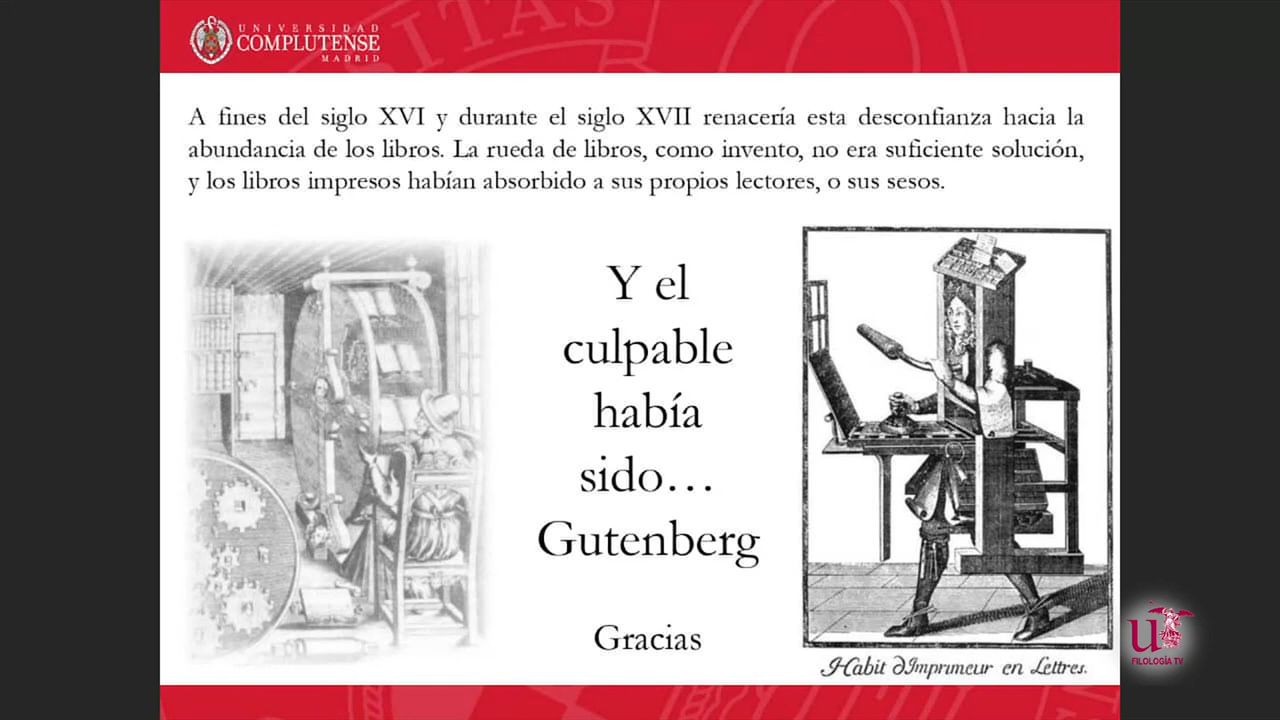 UNIVERSIDAD
COMPLUTENSE
MADRID
A fines del siglo XVI y durante el siglo XVII renacería esta desconfianza hacia la
abundancia de los libros. La rueda de libros, como invento, no era suficiente solución,
y los libros impresos habían absorbido a sus propios lectores, o sus sesos.
Y el
culpable
había
sido…
Gutenberg
Gracias
Habit d'Imprimeur en Lettres.
FILOLOGÍA TV